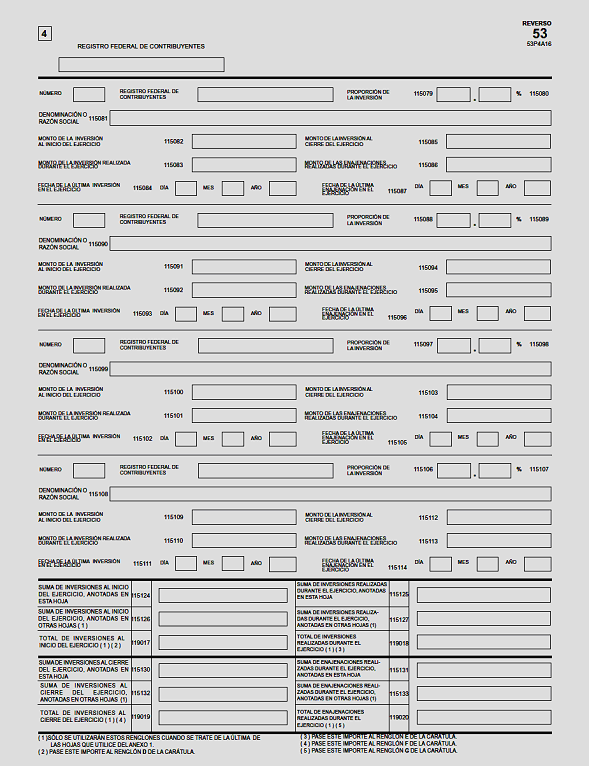 REVERSO
4
53
53P4A16
REGISTRO FEDERAL DE CONTRIBUYENTES
NÚMERO
REGISTRO FEDERAL DE
CONTRIBUYENTES
PROPORCIÓN DE
LA INVERSIÓN
115079 . % 115080
DENOMINACIÓN O
RAZÓN SOCIAL 115081
MONTO DE LA INVERSIÓN
AL INICIO DEL EJERCICIO
115082
MONTO DE LA INVERSIÓN AL
CIERRE DEL EJERCICIO
115085
MONTO DE LA INVERSIÓN REALIZADA
DURANTE EL EJERCICIO
115083
MONTO DE LAS ENAJENACIONES
REALIZADAS DURANTE EL EJERCICIO
115086
FECHA DE LA ÚLTIMA INVERSIÓN
EN EL EJERCICIO
115084 DÍA MES AÑO
FECHA DE LA ÚLTIMA
ENAJENACIÓN EN EL
EJERCICIO
115087 DÍA MES AÑO
NÚMERO
REGISTRO FEDERAL DE
CONTRIBUYENTES
PROPORCIÓN DE
LA INVERSIÓN
115088 . % 115089
DENOMINACIÓN O
RAZÓN SOCIAL 115090
MONTO DE LA INVERSIÓN
AL INICIO DEL EJERCICIO
115091
MONTO DE LA INVERSIÓN AL
CIERRE DEL EJERCICIO
115094
MONTO DE LA INVERSIÓN REALIZADA
DURANTE EL EJERCICIO
115092
MONTO DE LAS ENAJENACIONES
REALIZADAS DURANTE EL EJERCICIO
115095
FECHA DE LA ÚLTIMA INVERSIÓN
EN EL EJERCICIO
115093 DÍA MES AÑO
FECHA DE LA ÚLTIMA
ENAJENACIÓN EN EL
EJERCICIO
115096 DÍA MES AÑO
NÚMERO
REGISTRO FEDERAL DE
CONTRIBUYENTES
PROPORCIÓN DE
LA INVERSIÓN
115097 . % 115098
DENOMINACIÓN O
RAZÓN SOCIAL 115099
MONTO DE LA INVERSIÓN
AL INICIO DEL EJERCICIO
115100
MONTO DE LA INVERSIÓN AL
CIERRE DEL EJERCICIO
115103
MONTO DE LA INVERSIÓN REALIZADA
DURANTE EL EJERCICIO
115101
MONTO DE LAS ENAJENACIONES
REALIZADAS DURANTE EL EJERCICIO
115104
FECHA DE LA ÚLTIMA INVERSIÓN
EN EL EJERCICIO
115102 DÍA MES AÑO
FECHA DE LA ÚLTIMA
ENAJENACIÓN EN EL
EJERCICIO
115105 DÍA MES AÑO
NÚMERO
REGISTRO FEDERAL DE
CONTRIBUYENTES
PROPORCIÓN DE
LA INVERSIÓN
115106 . % 115107
DENOMINACIÓN O
RAZÓN SOCIAL 115108
MONTO DE LA INVERSIÓN
AL INICIO DEL EJERCICIO
115109
MONTO DE LA INVERSIÓN AL
CIERRE DEL EJERCICIO
115112
MONTO DE LA INVERSIÓN REALIZADA
DURANTE EL EJERCICIO
115110
MONTO DE LAS ENAJENACIONES
REALIZADAS DURANTE EL EJERCICIO
115113
FECHA DE LA ÚLTIMA INVERSIÓN
EN EL EJERCICIO
115111 DÍA MES AÑO
FECHA DE LA ÚLTIMA
ENAJENACIÓN EN EL
EJERCICIO
115114 DÍA MES AÑO
SUMA DE INVERSIONES AL INICIO
DEL EJERCICIO, ANOTADAS EN
ESTA HOJA
115124
SUMA DE INVERSIONES REALIZADAS
DURANTE EL EJERCICIO, ANOTADAS
EN ESTA HOJA
115125
SUMA DE INVERSIONES AL INICIO
DEL EJERCICIO, ANOTADAS EN
OTRAS HOJAS ( 1 )
115126
SUMA DE INVERSIONES REALIZA-
DAS DURANTE EL EJERCICIO,
ANOTADAS EN OTRAS HOJAS (1)
115127
TOTAL DE INVERSIONES AL
INICIO DEL EJERCICIO ( 1 ) ( 2 )
119017
TOTAL DE INVERSIONES
REALIZADAS DURANTE EL
EJERCICIO ( 1 ) ( 3 )
119018
SUMA DE INVERSIONES AL CIERRE
DEL EJERCICIO, ANOTADAS EN
ESTA HOJA
115130
SUMA DE ENAJENACIONES REALI-
ZADAS DURANTE EL EJERCICIO,
ANOTADAS EN ESTA HOJA
115131
SUMA DE INVERSIONES AL
CIERRE DEL EJERCICIO,
ANOTADAS EN OTRAS HOJAS (1)
115132
SUMA DE ENAJENACIONES REALI-
ZADAS DURANTE EL EJERCICIO,
ANOTADAS EN OTRAS HOJAS (1)
115133
TOTAL DE INVERSIONES AL
CIERRE DEL EJERCICIO ( 1 ) ( 4 )
119019
TOTAL DE ENAJENACIONES
REALIZADAS DURANTE EL
EJERCICIO ( 1 ) ( 5 )
119020
( 1 )SÓLO SE UTILIZARÁN ESTOS RENGLONES CUANDO SE TRATE DE LA ÚLTIMA DE
LAS HOJAS QUE UTILICE DEL ANEXO 1.
( 2 ) PASE ESTE IMPORTE AL RENGLÓN D DE LA CARÁTULA.
( 3 ) PASE ESTE IMPORTE AL RENGLÓN E DE LA CARÁTULA.
( 4 ) PASE ESTE IMPORTE AL RENGLÓN F DE LA CARÁTULA.
( 5 ) PASE ESTE IMPORTE AL RENGLÓN G DE LA CARÁTULA.